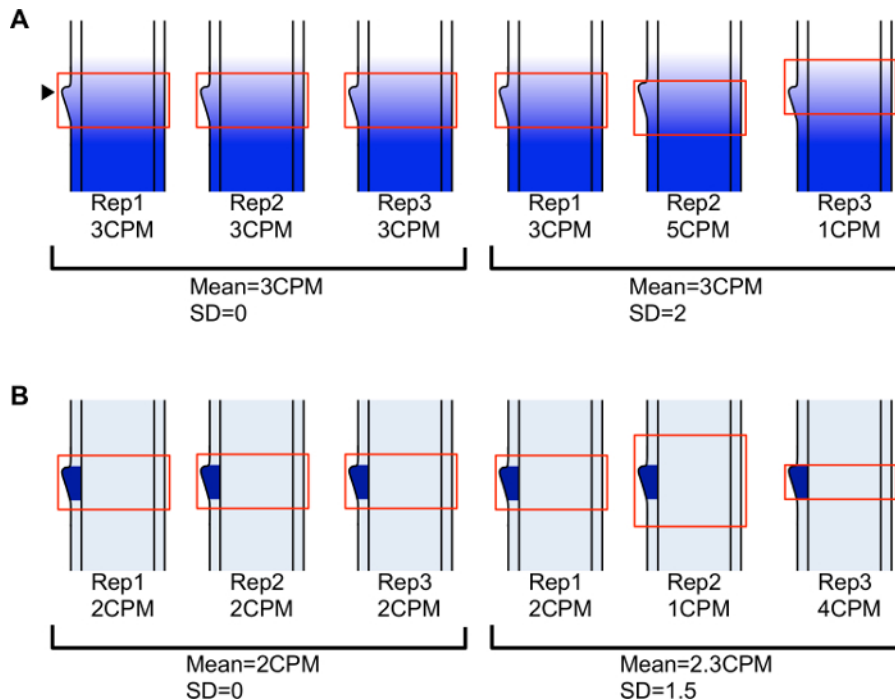 A
Rep1 Rep2 Rep3 Rep1 Rep2 Rep3
3CPM 3CPM 3CPM 3CPM 5CPM 1CPM
Mean=3CPM Mean=3CPM
SD=0 SD=2
B
Rep1 Rep2 Rep3 Rep1 Rep2 Rep3
2CPM 2CPM 2CPM 2CPM 1CPM 4CPM
Mean=2CPM Mean=2.3CPM
SD=0 SD=1.5